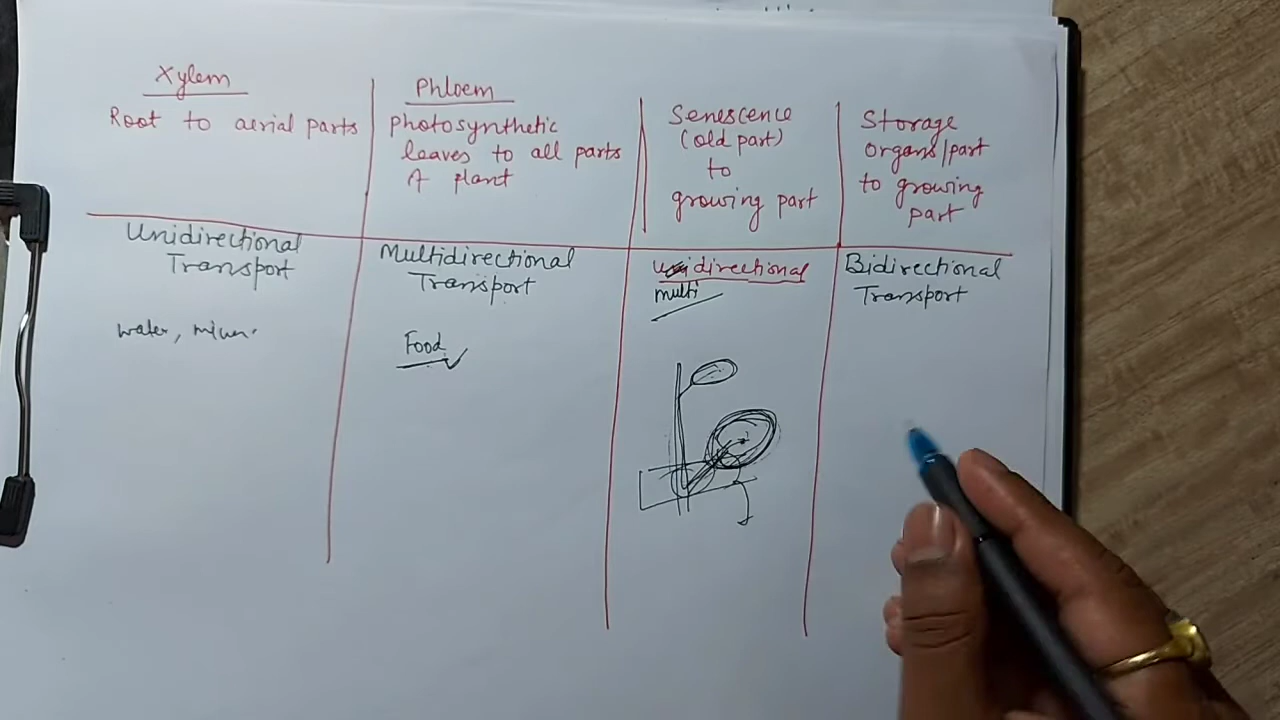 Xylem
Root to aerial parts
Unidirectional
Transport
water,
Phloem
Photosynthetic
leaves to all parts
A plant
Multidirectional
Transport
Food
Senescence
(old part)
to
growing part
Unidirectional
multi
Storage
organs/part
to growing
part
Bidirectional
Transport